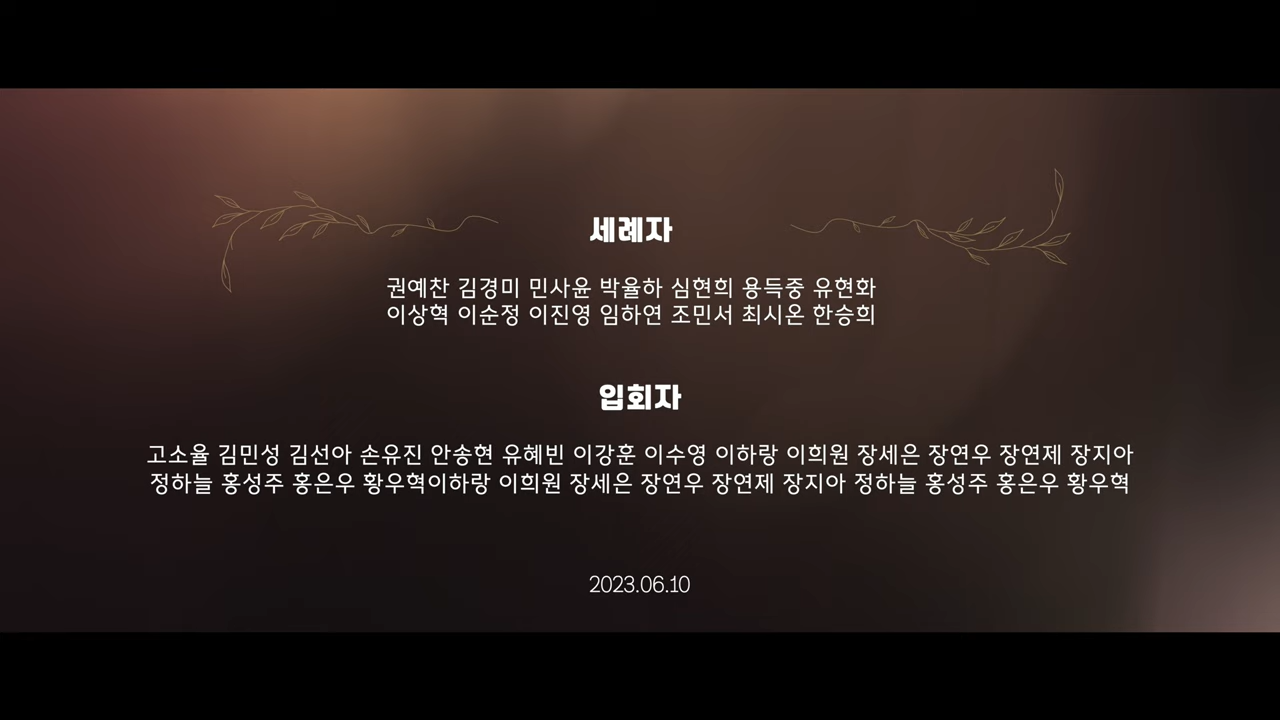 세례자
권예찬 김경미 민사윤 박율하 심현희 용득중 유현화
이상혁 이순정 이진영 임하연 조민서 최시온 한승희
입회자
고소율 김민성 김선아 손유진 안송현 유혜빈 이강훈 이수영 이하랑 이희원 장세은 장연우 장연제 장지아
정하늘 홍성주 홍은우 황우혁이하랑 이희원 장세은 장연우 장연제 장지아 정하늘 홍성주 홍은우 황우혁
2023.06.10